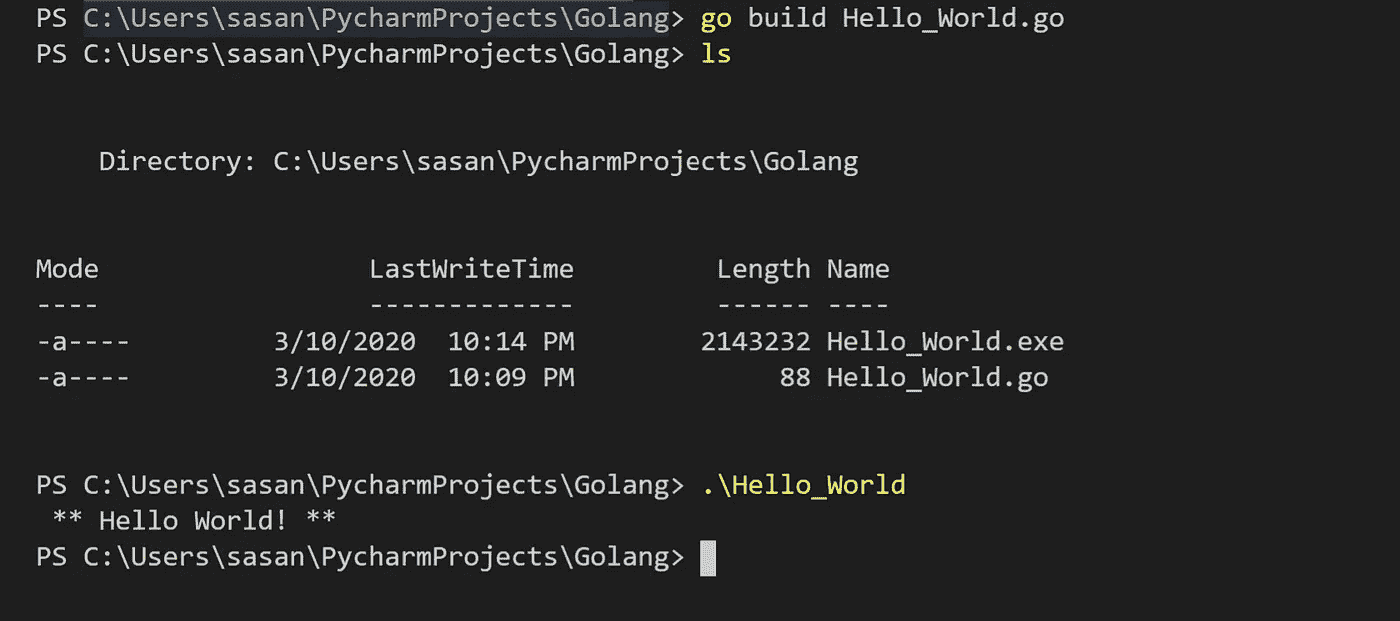 PS C:\Users\sasan\PycharmProjects\Golang> go build Hello_World.go
PS C:\Users\sasan\PycharmProjects\Golang> ls
Directory: C:\Users\sasan\PycharmProjects\Golang
Mode LastWriteTime Length Name
---- ------------- ------ ----
-a---- 3/10/2020 10:14 PM 2143232 Hello_World.exe
-a---- 3/10/2020 10:09 PM 88 Hello_World.go
PS C:\Users\sasan\PycharmProjects\Golang> .\Hello_World
** Hello World! **
PS C:\Users\sasan\PycharmProjects\Golang>